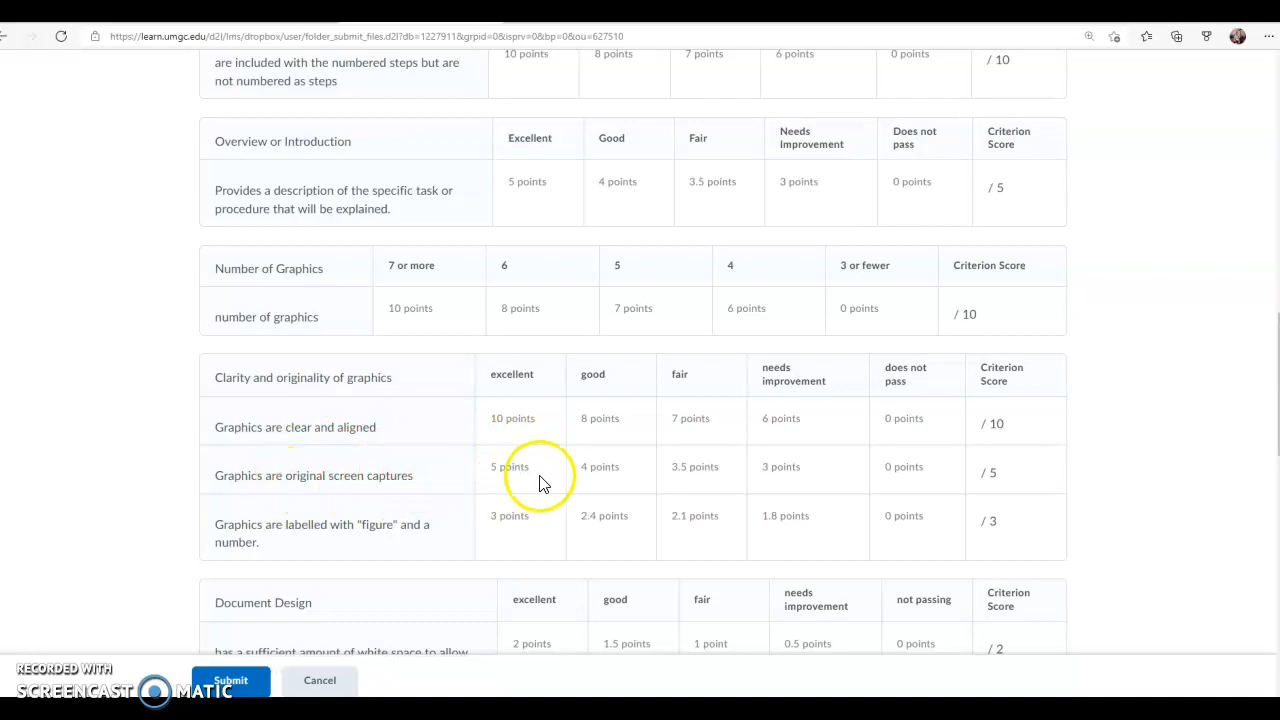 https://learn.umgc.edu/d2l/lms/dropbox/user/folder_submit_files.d2l?db=1227911&grpid=0&isprv=0&bp=0&ou=627510
are included with the numbered steps but are not numbered as steps
10 points 8 points 7 points 6 points 0 points / 10
Overview or Introduction Excellent Good Fair Needs Improvement Does not pass Criterion Score
Provides a description of the specific task or procedure that will be explained. 5 points 4 points 3.5 points 3 points 0 points / 5
Number of Graphics 7 or more 6 5 4 3 or fewer Criterion Score
number of graphics 10 points 8 points 7 points 6 points 0 points / 10
Clarity and originality of graphics excellent good fair needs improvement does not pass Criterion Score
Graphics are clear and aligned 10 points 8 points 7 points 6 points 0 points / 10
Graphics are original screen captures 5 points 4 points 3.5 points 3 points 0 points / 5
Graphics are labelled with "figure" and a number. 3 points 2.4 points 2.1 points 1.8 points 0 points / 3
Document Design excellent good fair needs improvement not passing Criterion Score
has a sufficient amount of white space to allow 2 points 1.5 points 1 point 0.5 points 0 points / 2
Submit Cancel
RECORDED WITH
SCREENCAST MATIC